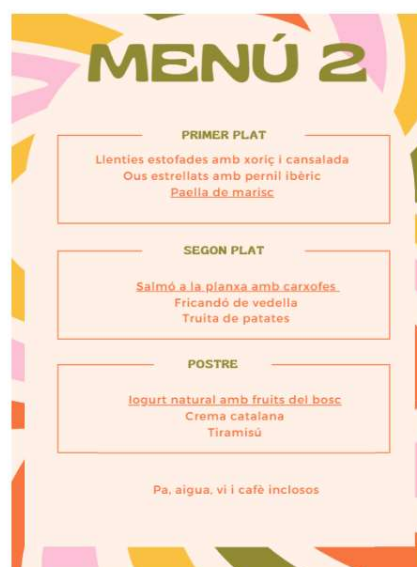 MENÚ 2
PRIMER PLAT
Llenties estofades amb xoriç i cansalada
Ous estrellats amb pernil ibèric
Paella de marisc
SEGON PLAT
Salmó a la planxa amb carxofes
Fricandó de vedella
Truita de patates
POSTRE
Iogurt natural amb fruits del bosc
Crema catalana
Tiramisú
Pa, aigua, vi i cafè inclosos